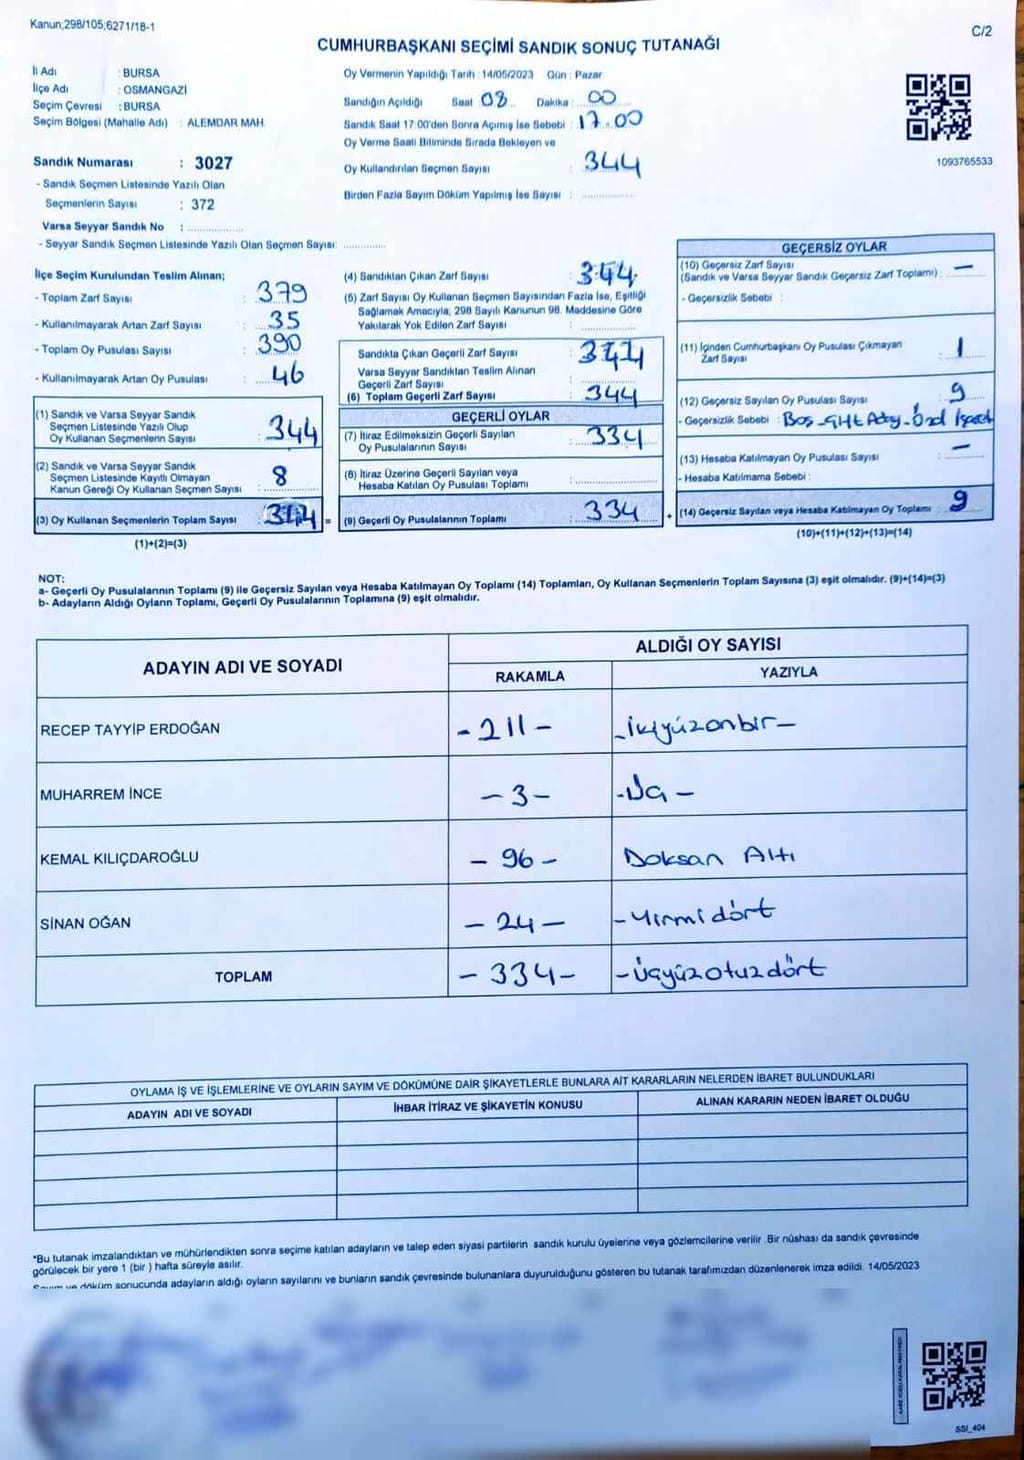 Kanun;298/105;6271/18-1
C/2
CUMHURBAŞKANI SEÇİMİ SANDIK SONUÇ TUTANAĞI
İl Adı : BURSA
İlçe Adı : OSMANGAZİ
Seçim Çevresi : BURSA
Seçim Bölgesi (Mahalle Adı) : ALEMDAR MAH.
Sandık Numarası : 3027
- Sandık Seçmen Listesinde Yazılı Olan
Seçmenlerin Sayısı : 372
Varsa Seyyar Sandık No :
- Seyyar Sandık Seçmen Listesinde Yazılı Olan Seçmen Sayısı:
Oy Vermenin Yapıldığı Tarih : 14/05/2023 Gün : Pazar
Sandığın Açıldığı Saat 08 Dakika : 00
Sandık Saat 17:00'den Sonra Açımış İse Sebebi : 17.00
Oy Verme Saati Bitiminde Sırada Bekleyen ve
Oy Kullandırılan Seçmen Sayısı : 344
Birden Fazla Sayım Döküm Yapılmış İse Sayısı :
1093765533
İlçe Seçim Kurulundan Teslim Alınan;
- Toplam Zarf Sayısı : 379
- Kullanılmayarak Artan Zarf Sayısı : 35
- Toplam Oy Pusulası Sayısı : 390
- Kullanılmayarak Artan Oy Pusulası : 46
(1) Sandık ve Varsa Seyyar Sandık
Seçmen Listesinde Yazılı Olup
Oy Kullanan Seçmenlerin Sayısı : 344
(2) Sandık ve Varsa Seyyar Sandık
Seçmen Listesinde Kayıtlı Olmayan
Kanun Gereği Oy Kullanan Seçmen Sayısı : 8
(3) Oy Kullanan Seçmenlerin Toplam Sayısı : 344 =
(1)+(2)=(3)
(4) Sandıktan Çıkan Zarf Sayısı : 344
(5) Zarf Sayısı Oy Kullanan Seçmen Sayısından Fazla İse, Eşitliği
Sağlamak Amacıyla; 298 Sayılı Kanunun 98. Maddesine Göre
Yakılarak Yok Edilen Zarf Sayısı :
Sandıkta Çıkan Geçerli Zarf Sayısı : 344
Varsa Seyyar Sandıktan Teslim Alınan
Geçerli Zarf Sayısı :
(6) Toplam Geçerli Zarf Sayısı : 344
GEÇERLİ OYLAR
(7) İtiraz Edilmeksizin Geçerli Sayılan
Oy Pusulalarının Sayısı : 334
(8) İtiraz Üzerine Geçerli Sayılan veya
Hesaba Katılan Oy Pusulası Toplamı :
(9) Geçerli Oy Pusulalarının Toplamı : 334 +
GEÇERSİZ OYLAR
(10) Geçersiz Zarf Sayısı
(Sandık ve Varsa Seyyar Sandık Geçersiz Zarf Toplamı) : –
- Geçersizlik Sebebi :
(11) İçinden Cumhurbaşkanı Oy Pusulası Çıkmayan
Zarf Sayısı : 1
(12) Geçersiz Sayılan Oy Pusulası Sayısı : 9
- Geçersizlik Sebebi : Boş - Çift Aday - Özel İşaret
(13) Hesaba Katılmayan Oy Pusulası Sayısı : –
- Hesaba Katılmama Sebebi :
(14) Geçersiz Sayılan veya Hesaba Katılmayan Oy Toplamı : 9
(10)+(11)+(12)+(13)=(14)
NOT:
a- Geçerli Oy Pusulalarının Toplamı (9) ile Geçersiz Sayılan veya Hesaba Katılmayan Oy Toplamı (14) Toplamları, Oy Kullanan Seçmenlerin Toplam Sayısına (3) eşit olmalıdır. (9)+(14)=(3)
b- Adayların Aldığı Oyların Toplamı, Geçerli Oy Pusulalarının Toplamına (9) eşit olmalıdır.
ADAYIN ADI VE SOYADI ALDIĞI OY SAYISI
RAKAMLA YAZIYLA
RECEP TAYYİP ERDOĞAN - 211 - - İkiyüzonbir -
MUHARREM İNCE - 3 - - Üç -
KEMAL KILIÇDAROĞLU - 96 - Doksan Altı
SİNAN OĞAN - 24 - - Yirmidört
TOPLAM - 334 - - Üçyüzotuzdört
OYLAMA İŞ VE İŞLEMLERİNE VE OYLARIN SAYIM VE DÖKÜMÜNE DAİR ŞİKAYETLERLE BUNLARA AİT KARARLARIN NELERDEN İBARET BULUNDUKLARI
ADAYIN ADI VE SOYADI İHBAR İTİRAZ VE ŞİKAYETİN KONUSU ALINAN KARARIN NEDEN İBARET OLDUĞU
*Bu tutanak imzalandıktan ve mühürlendikten sonra seçime katılan adayların ve talep eden siyasi partilerin sandık kurulu üyelerine veya gözlemcilerine verilir .Bir nüshası da sandık çevresinde
görülecek bir yere 1 (bir ) hafta süreyle asılır.
Sayım ve döküm sonucunda adayların aldığı oyların sayılarını ve bunların sandık çevresinde bulunanlara duyurulduğunu gösteren bu tutanak tarafımızdan düzenlenerek imza edildi. 14/05/2023
SSİ_404